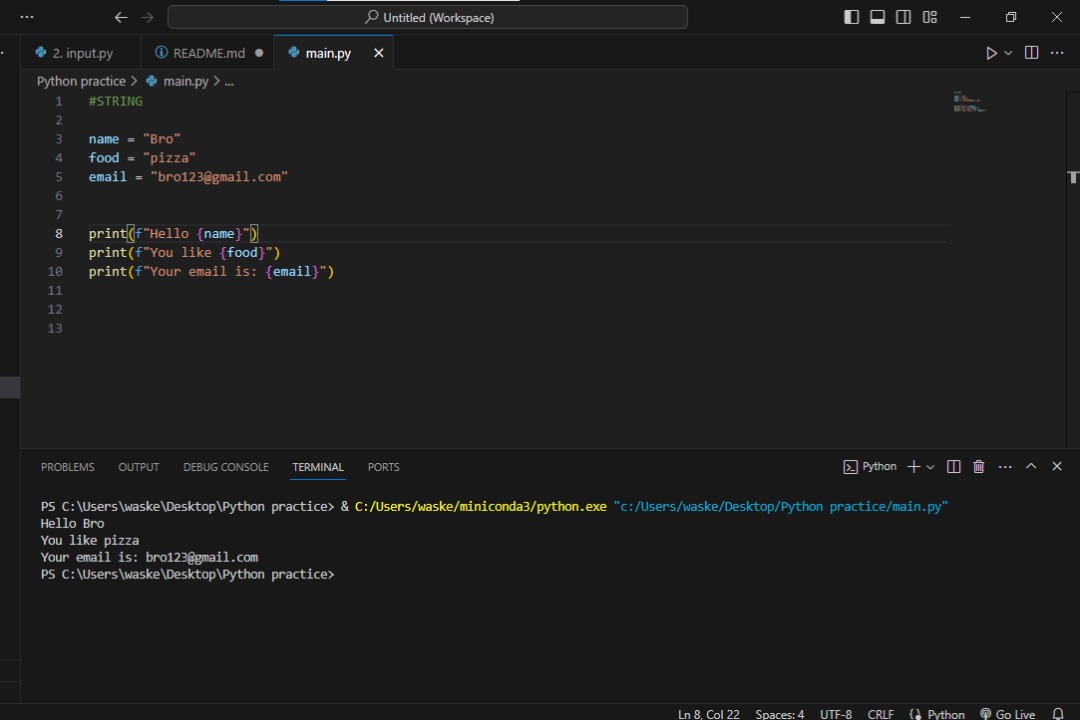 Untitled (Workspace)
2. input.py README.md main.py
Python practice > main.py > ...
1 #STRING
2
3 name = "Bro"
4 food = "pizza"
5 email = "bro123@gmail.com"
6
7
8 print(f"Hello {name}")
9 print(f"You like {food}")
10 print(f"Your email is: {email}")
11
12
13
PROBLEMS OUTPUT DEBUG CONSOLE TERMINAL PORTS Python
PS C:\Users\waske\Desktop\Python practice> & C:/Users/waske/miniconda3/python.exe "c:/Users/waske/Desktop/Python practice/main.py"
Hello Bro
You like pizza
Your email is: bro123@gmail.com
PS C:\Users\waske\Desktop\Python practice>
Ln 8, Col 22 Spaces: 4 UTF-8 CRLF Python Go Live